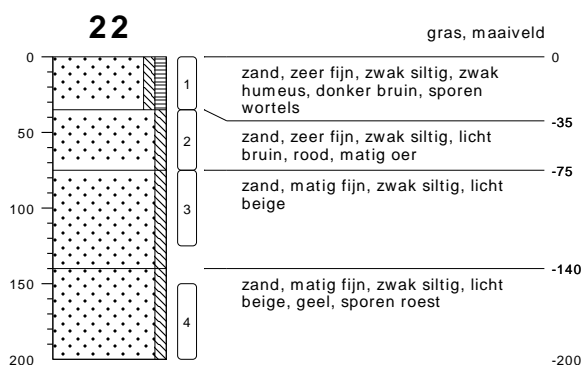 22
gras, maaiveld
0
0
zand, zeer fijn, zwak siltig, zwak
humeus, donker bruin, sporen
wortels
1
-35
50
zand, zeer fijn, zwak siltig, licht
bruin, rood, matig oer
2
-75
zand, matig fijn, zwak siltig, licht
beige
3
100
-140
150
zand, matig fijn, zwak siltig, licht
beige, geel, sporen roest
4
200
-200